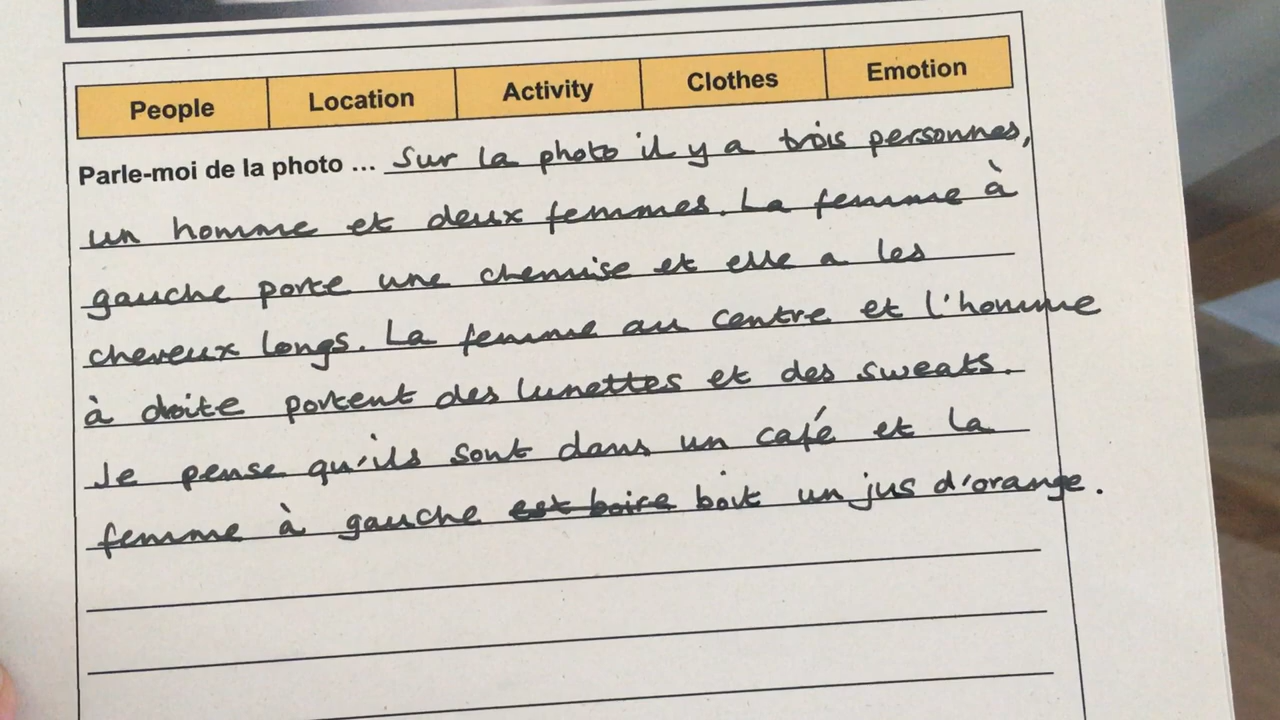 People Location Activity Clothes Emotion
Parle-moi de la photo ... Sur la photo il y a trois personnes,
un homme et deux femmes. La femme à
gauche porte une chemise et elle a les
cheveux longs. La femme au centre et l'homme
à droite portent des lunettes et des sweats.
Je pense qu'ils sont dans un café et la
femme à gauche est boire boit un jus d'orange.